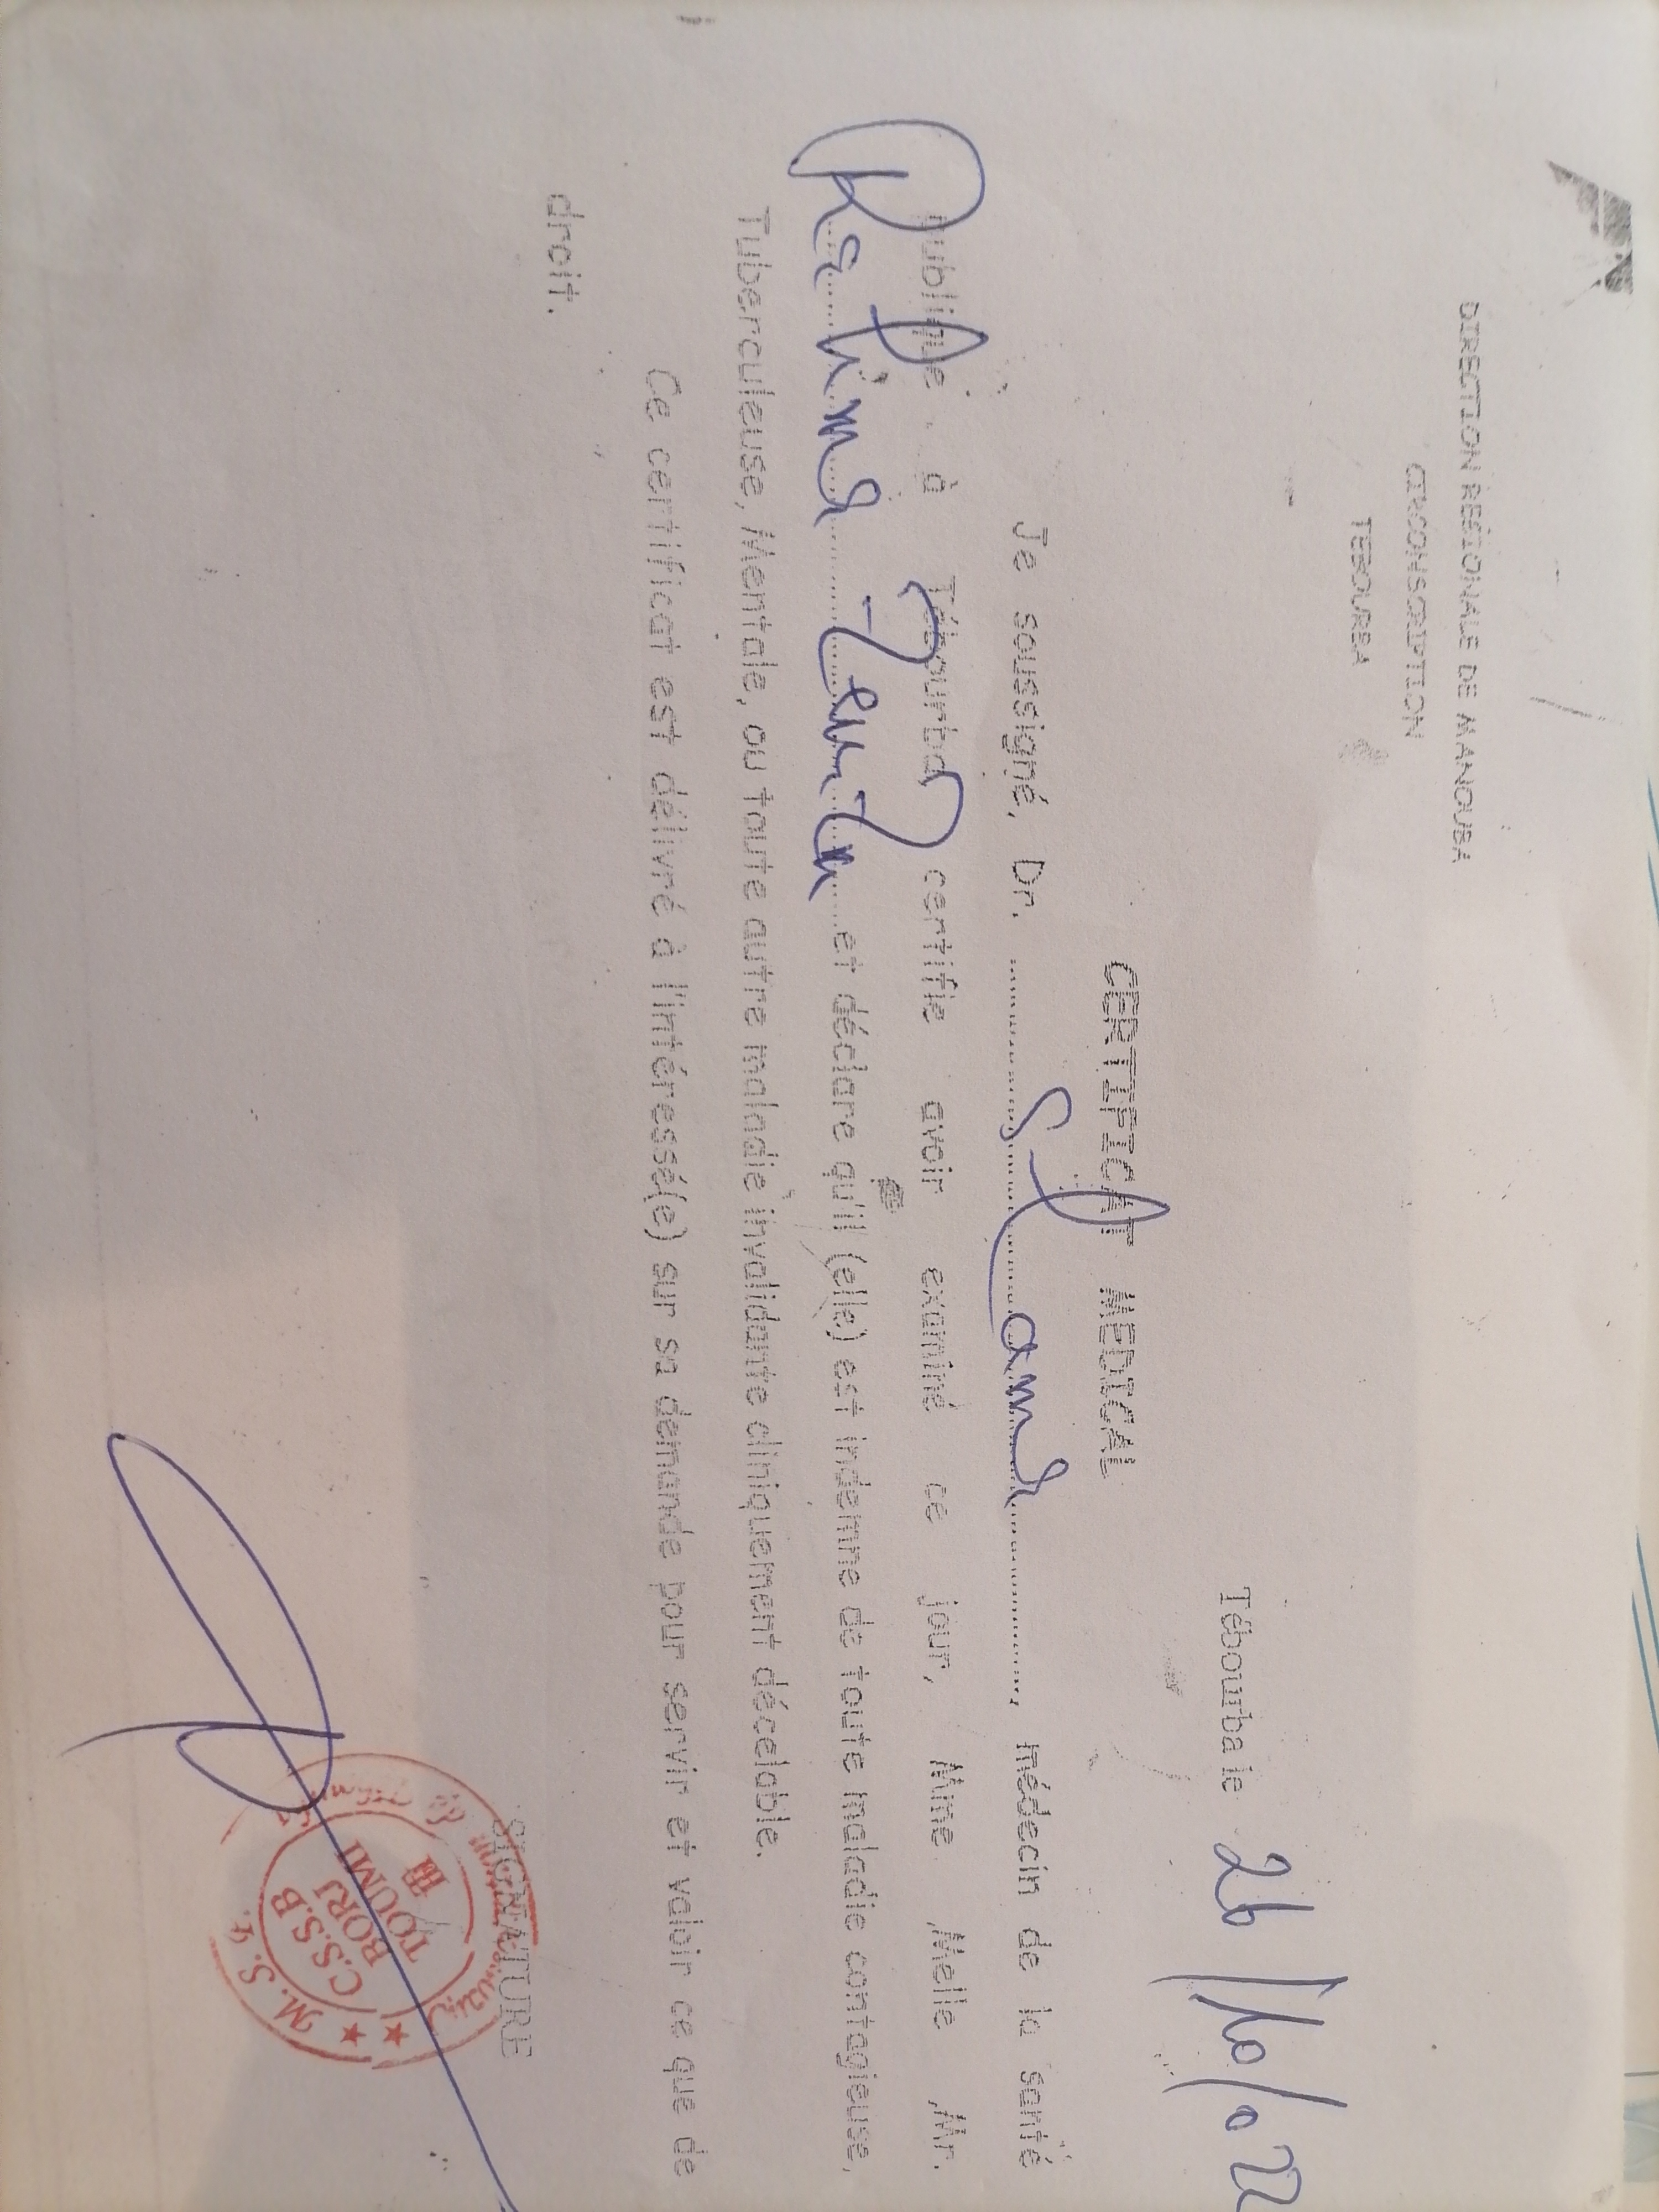 DIRECTION REGIONALE DE MANOUBA
CIRCONSCRIPTION
TEBOURBA
Tébourba le 26/10/022
CERTIFICAT MEDICAL
Je soussigné, Dr. .................... médecin de la santé
publique à Tébourba certifie avoir examiné ce jour, Mme ,Melle ,Mr.
Rahima ........ et déclare qu'il (elle) est indemne de toute maladie contagieuse,
Tuberculeuse, Mentale, ou toute autre maladie invalidante cliniquement décelable.
Ce certificat est délivré à l'intéressé(e) sur sa demande pour servir et valoir ce que de
droit.
SIGNATURE
M. S. P.
C.S.S.B
BORJ
TOUMI